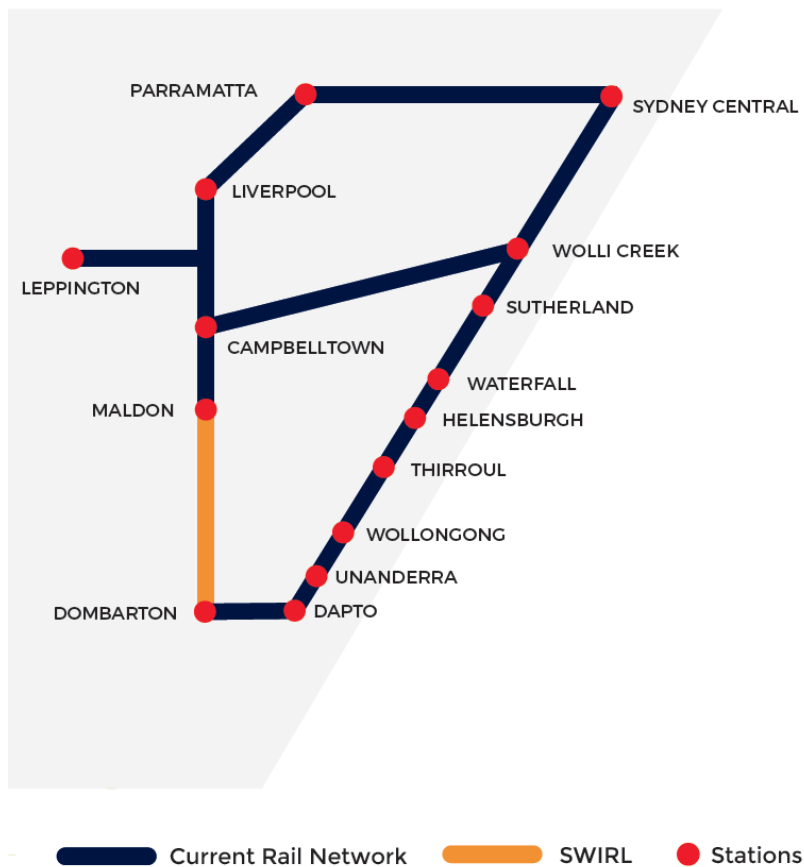 PARRAMATTA
SYDNEY CENTRAL
LIVERPOOL
WOLLI CREEK
LEPPINGTON
SUTHERLAND
CAMPBELLTOWN
WATERFALL
MALDON
HELENSBURGH
THIRROUL
WOLLONGONG
UNANDERRA
DOMBARTON
DAPTO
Current Rail Network
SWIRL
Stations